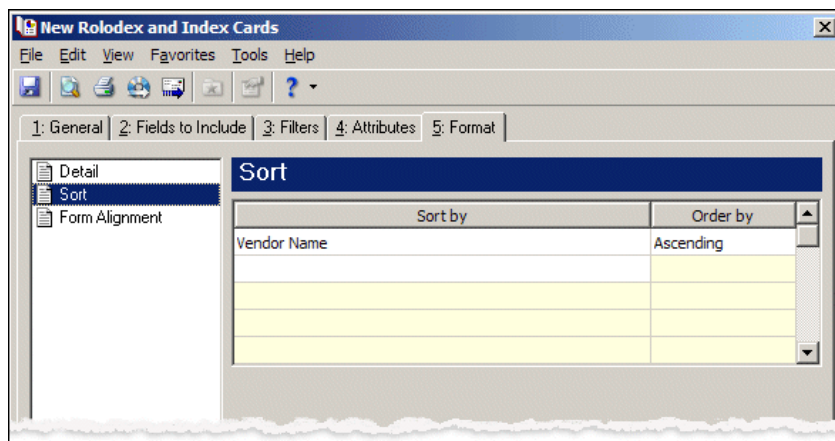 New Rolodex and Index Cards
File Edit View Favorites Tools Help
1: General 2: Fields to Include 3: Filters 4: Attributes 5: Format
Detail
Sort
Form Alignment
Sort
Sort by Order by
Vendor Name Ascending